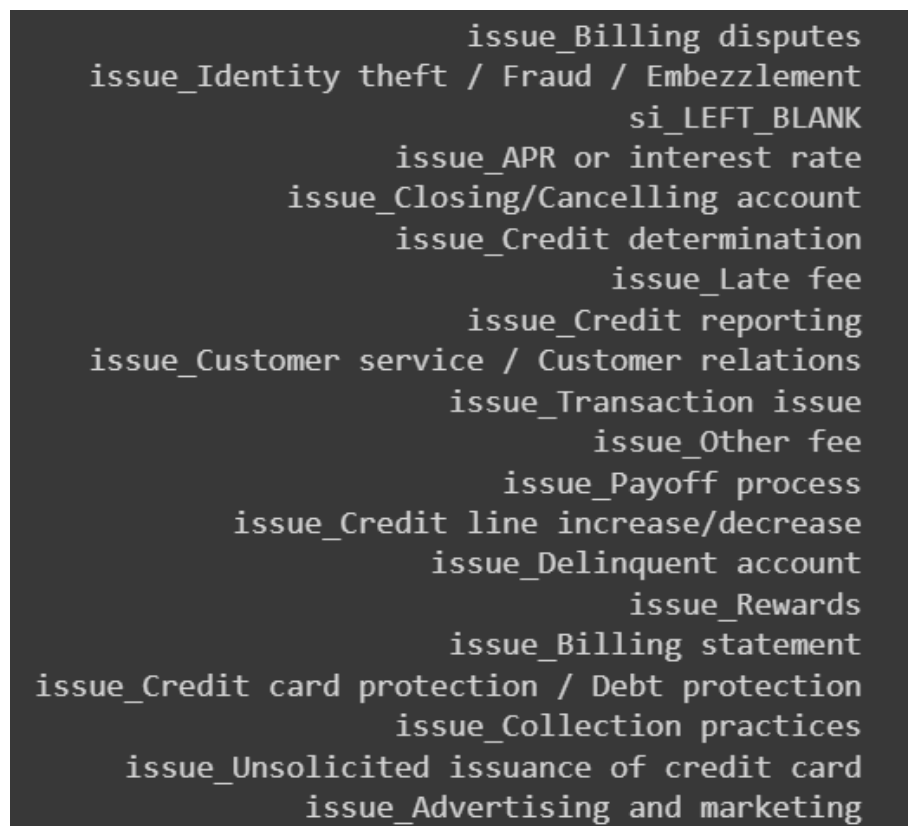 issue_Billing disputes
issue_Identity theft / Fraud / Embezzlement
si_LEFT_BLANK
issue_APR or interest rate
issue_Closing/Cancelling account
issue_Credit determination
issue_Late fee
issue_Credit reporting
issue_Customer service / Customer relations
issue_Transaction issue
issue_Other fee
issue_Payoff process
issue_Credit line increase/decrease
issue_Delinquent account
issue_Rewards
issue_Billing statement
issue_Credit card protection / Debt protection
issue_Collection practices
issue_Unsolicited issuance of credit card
issue_Advertising and marketing